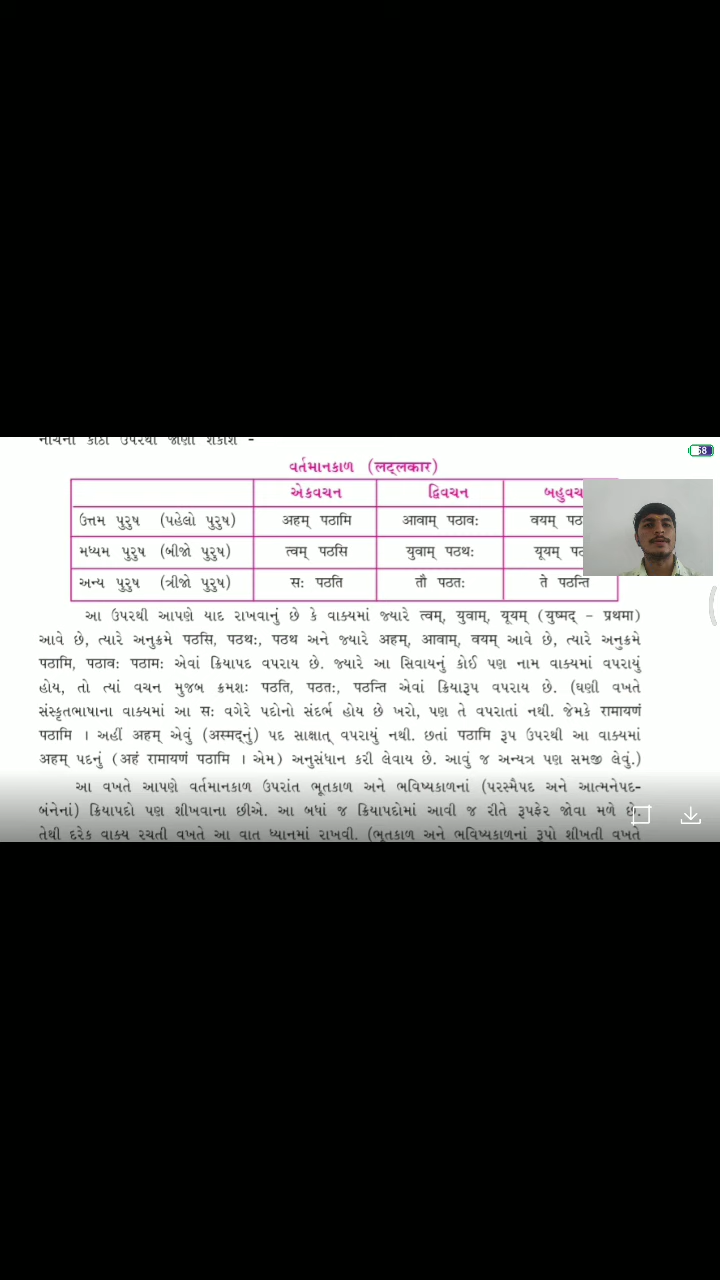 વર્તમાનકાળ (लट्लकार)
એકવચન દ્વિવચન
ઉત્તમ પુરુષ (પહેલો પુરુષ) अहम् पठामि आवाम् पठावः वयम्
મધ્યમ પુરુષ (બીજો પુરુષ) त्वम् पठसि युवाम् पठथः यूयम्
અન્ય પુરુષ (ત્રીજો પુરુષ) सः पठति तौ पठतः ते पठन्ति
આ ઉપરથી આપણે યાદ રાખવાનું છે કે વાક્યમાં જ્યારે त्वम्, युवाम्, यूयम् (युष्मद् – प्रथमा)
આવે છે, ત્યારે અનુક્રમે पठसि, पठथः, पठथ અને જ્યારે अहम्, आवाम्, वयम् આવે છે, ત્યારે અનુક્રમે
पठामि, पठावः पठामः એવાં ક્રિયાપદ વપરાય છે. જ્યારે આ સિવાયનું કોઈ પણ નામ વાક્યમાં વપરાયું
હોય, તો ત્યાં વચન મુજબ ક્રમશઃ पठति, पठतः, पठन्ति એવાં ક્રિયારૂપ વપરાય છે. (ઘણી વખતે
સંસ્કૃતભાષાના વાક્યમાં આ सः વગેરે પદોનો સંદર્ભ હોય છે ખરો, પણ તે વપરાતાં નથી. જેમકે रामायणं
पठामि । અહીં अहम् એવું (अस्मद्નું) પદ સાક્ષાત્ વપરાયું નથી. છતાં पठामि રૂપ ઉપરથી આ વાક્યમાં
अहम् પદનું (अहं रामायणं पठामि । એમ) અનુસંધાન કરી લેવાય છે. આવું જ અન્યત્ર પણ સમજી લેવું.)
આ વખતે આપણે વર્તમાનકાળ ઉપરાંત ભૂતકાળ અને ભવિષ્યકાળનાં (પરસ્મૈપદ અને આત્મનેપદ-
બંનેનાં) ક્રિયાપદો પણ શીખવાના છીએ. આ બધાં જ ક્રિયાપદોમાં આવી જ રીતે રૂપફેર જોવા મળે છે.
તેથી દરેક વાક્ય રચતી વખતે આ વાત ધ્યાનમાં રાખવી. (ભૂતકાળ અને ભવિષ્યકાળનાં રૂપો શીખતી વખતે